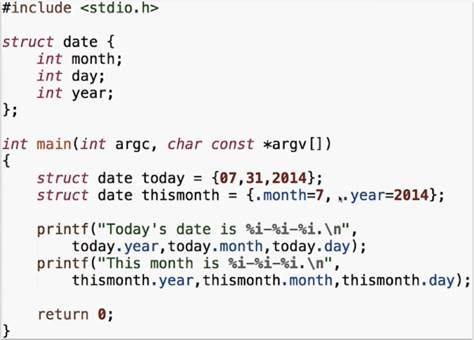 #include <stdio.h>
struct date {
    int month;
    int day;
    int year;
};
int main(int argc, char const *argv[])
{
    struct date today = {07,31,2014};
    struct date thismonth = {.month=7, .year=2014};
    printf("Today's date is %i-%i-%i.\n",
        today.year,today.month,today.day);
    printf("This month is %i-%i-%i.\n",
        thismonth.year,thismonth.month,thismonth.day);
    return 0;
}